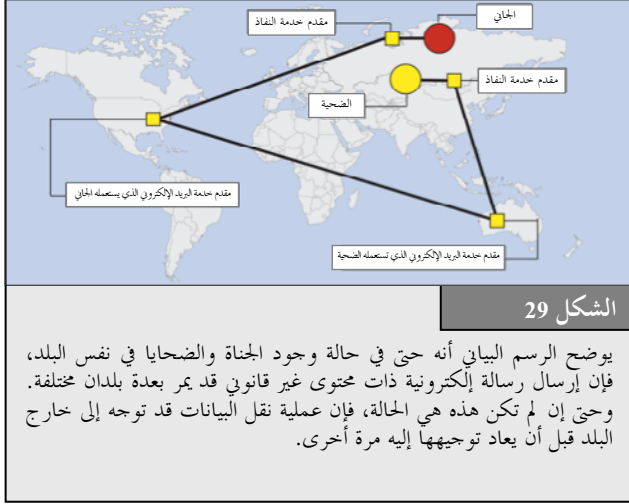 الجاني
مقدم خدمة النفاذ
مقدم خدمة النفاذ
الضحية
مقدم خدمة البريد الإلكتروني الذي يستعمله الجاني
مقدم خدمة البريد الإلكتروني الذي تستعمله الضحية
الشكل 29
يوضح الرسم البياني أنه حتى في حالة وجود الجناة والضحايا في نفس البلد،
فإن إرسال رسالة إلكترونية ذات محتوى غير قانوني قد يمر بعدة بلدان مختلفة.
وحتى إن لم تكن هذه هي الحالة، فإن عملية نقل البيانات قد توجه إلى خارج
البلد قبل أن يعاد توجيهها إليه مرة أخرى.